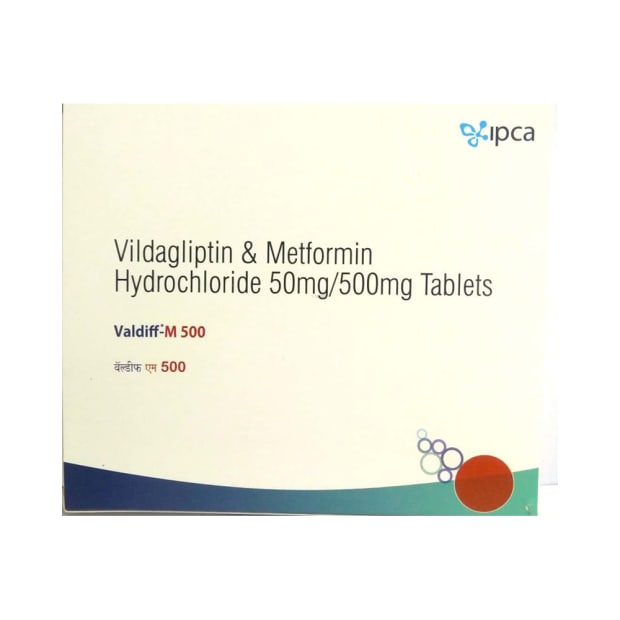 ipca
Vildagliptin & Metformin
Hydrochloride 50mg/500mg Tablets
Valdiff®-M 500
वॅल्डीफ एम 500